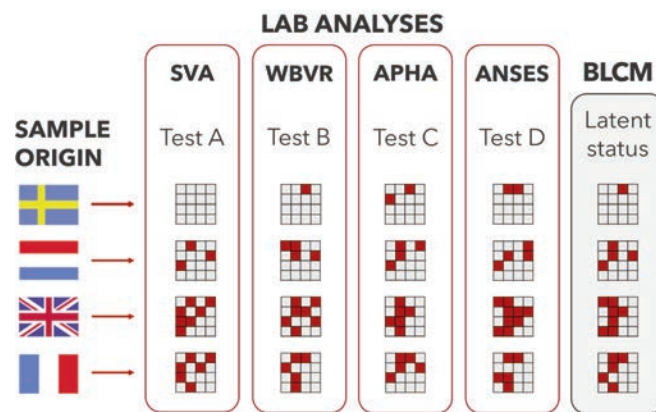 LAB ANALYSES
SVA WBVR APHA ANSES BLCM
SAMPLE ORIGIN
Test A Test B Test C Test D Latent status